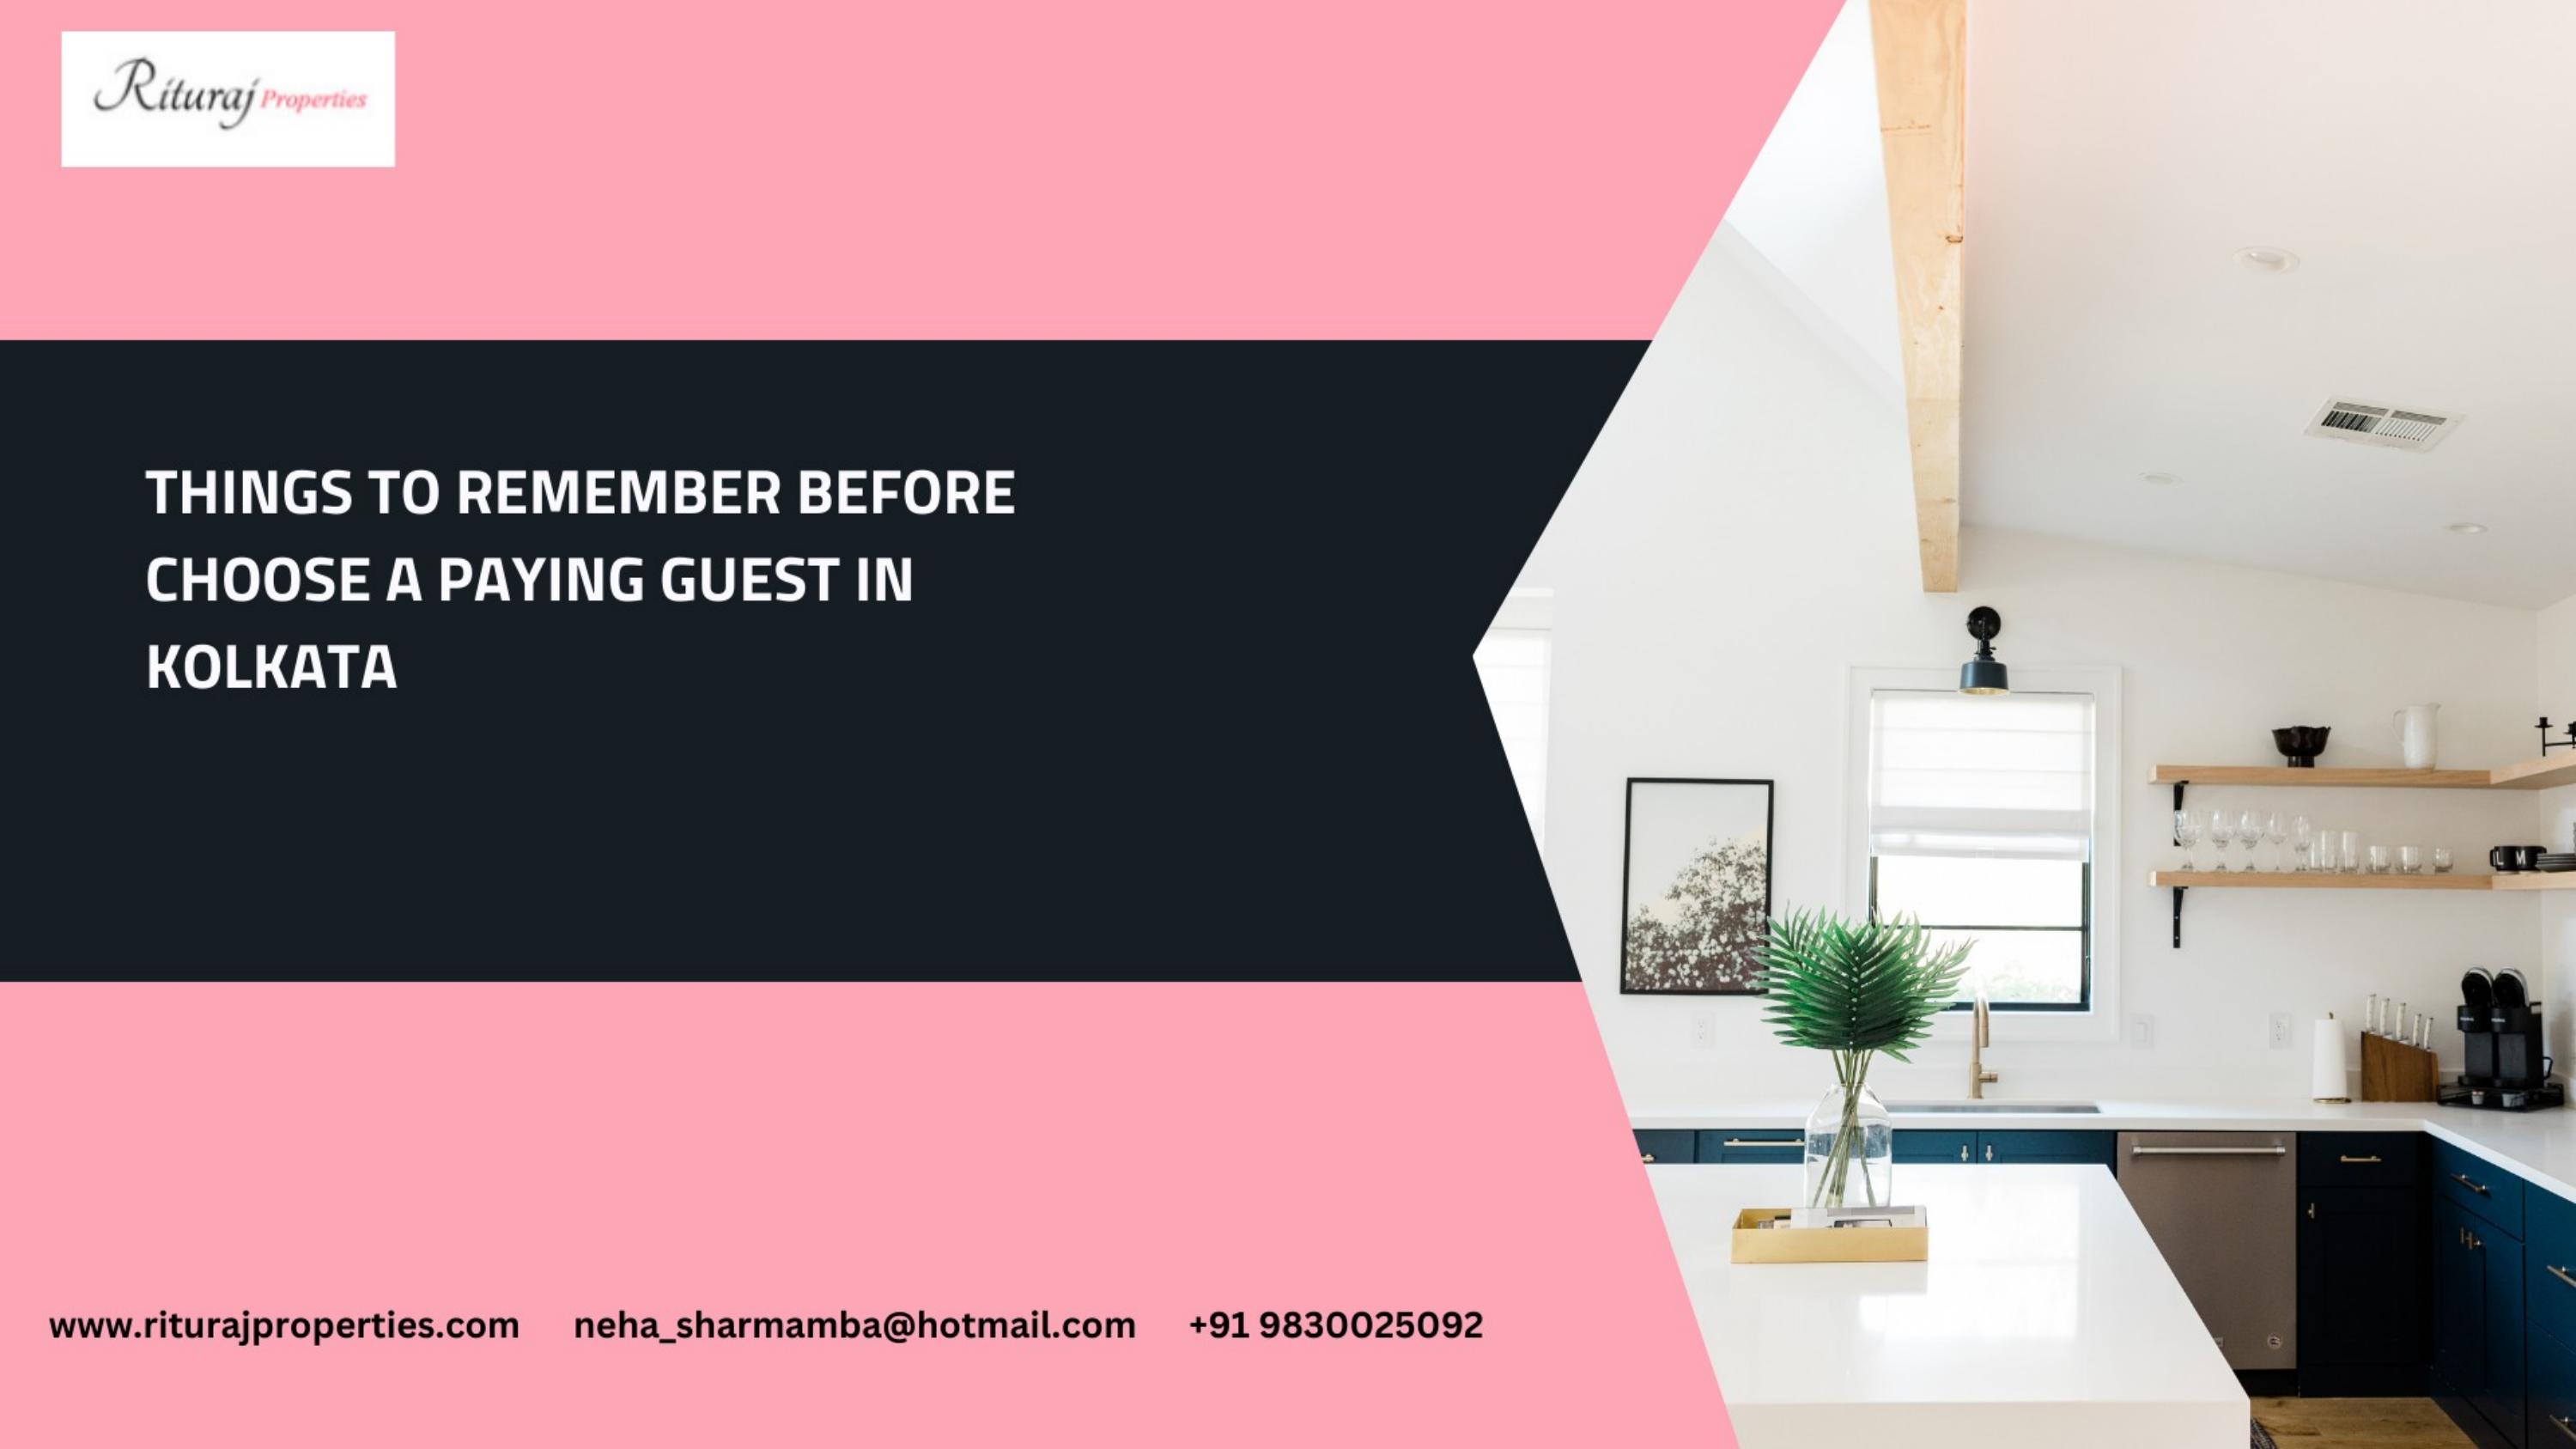 Rituraj Properties
THINGS TO REMEMBER BEFORE
CHOOSE A PAYING GUEST IN
KOLKATA
L M
www.riturajproperties.com neha_sharmamba@hotmail.com +91 9830025092